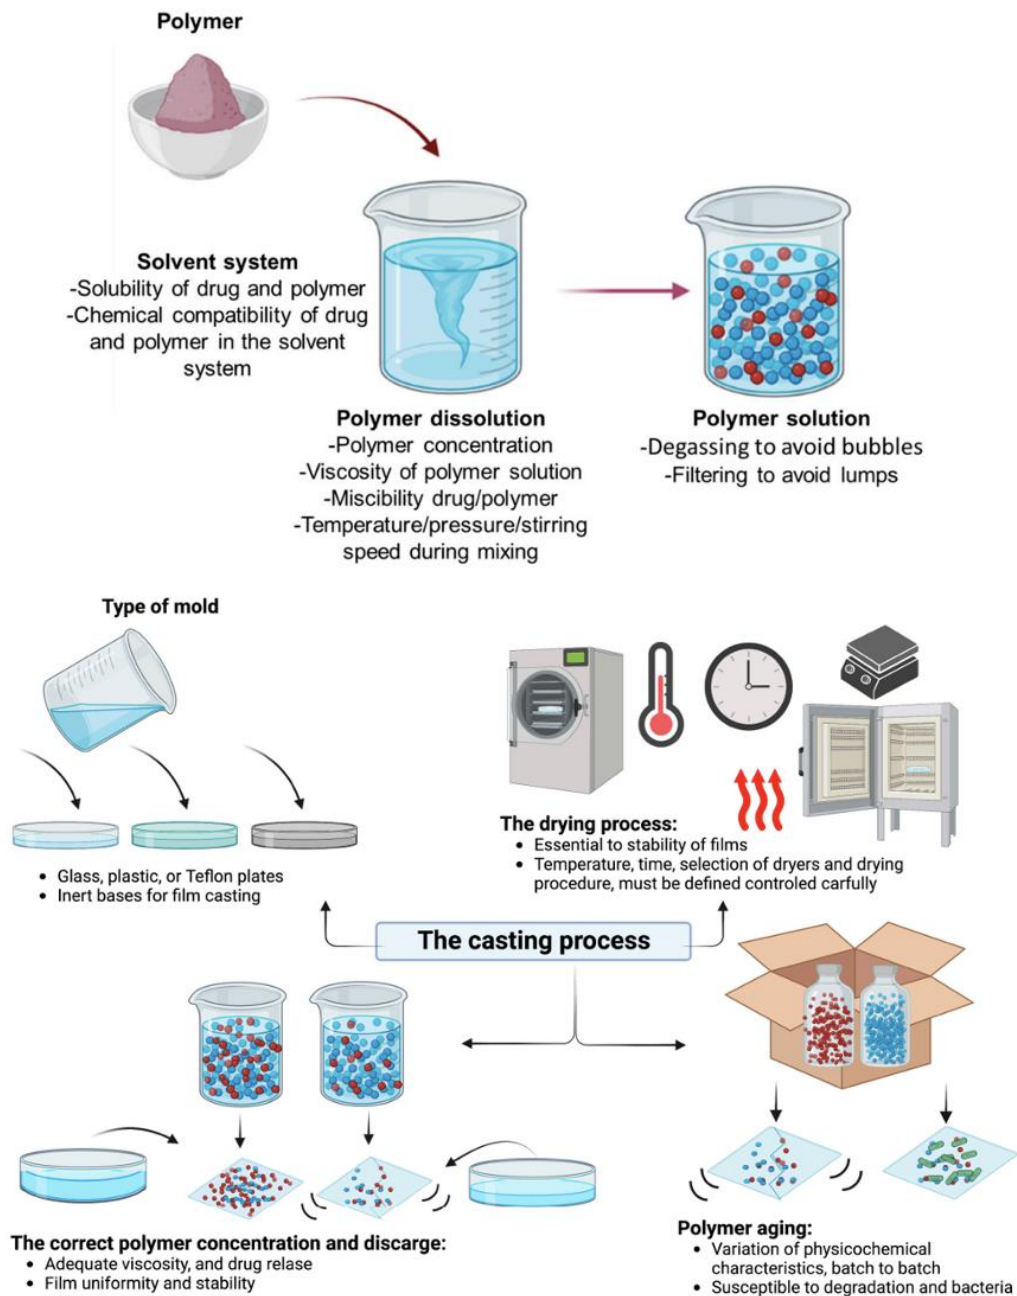 Polymer
Solvent system
-Solubility of drug and polymer
-Chemical compatibility of drug
and polymer in the solvent
system
Polymer dissolution
-Polymer concentration
-Viscosity of polymer solution
-Miscibility drug/polymer
-Temperature/pressure/stirring
speed during mixing
Polymer solution
-Degassing to avoid bubbles
-Filtering to avoid lumps
Type of mold
• Glass, plastic, or Teflon plates
• Inert bases for film casting
The drying process:
• Essential to stability of films
• Temperature, time, selection of dryers and drying
procedure, must be defined controled carfully
The casting process
The correct polymer concentration and discarge:
• Adequate viscosity, and drug relase
• Film uniformity and stability
Polymer aging:
• Variation of physicochemical
characteristics, batch to batch
• Susceptible to degradation and bacteria